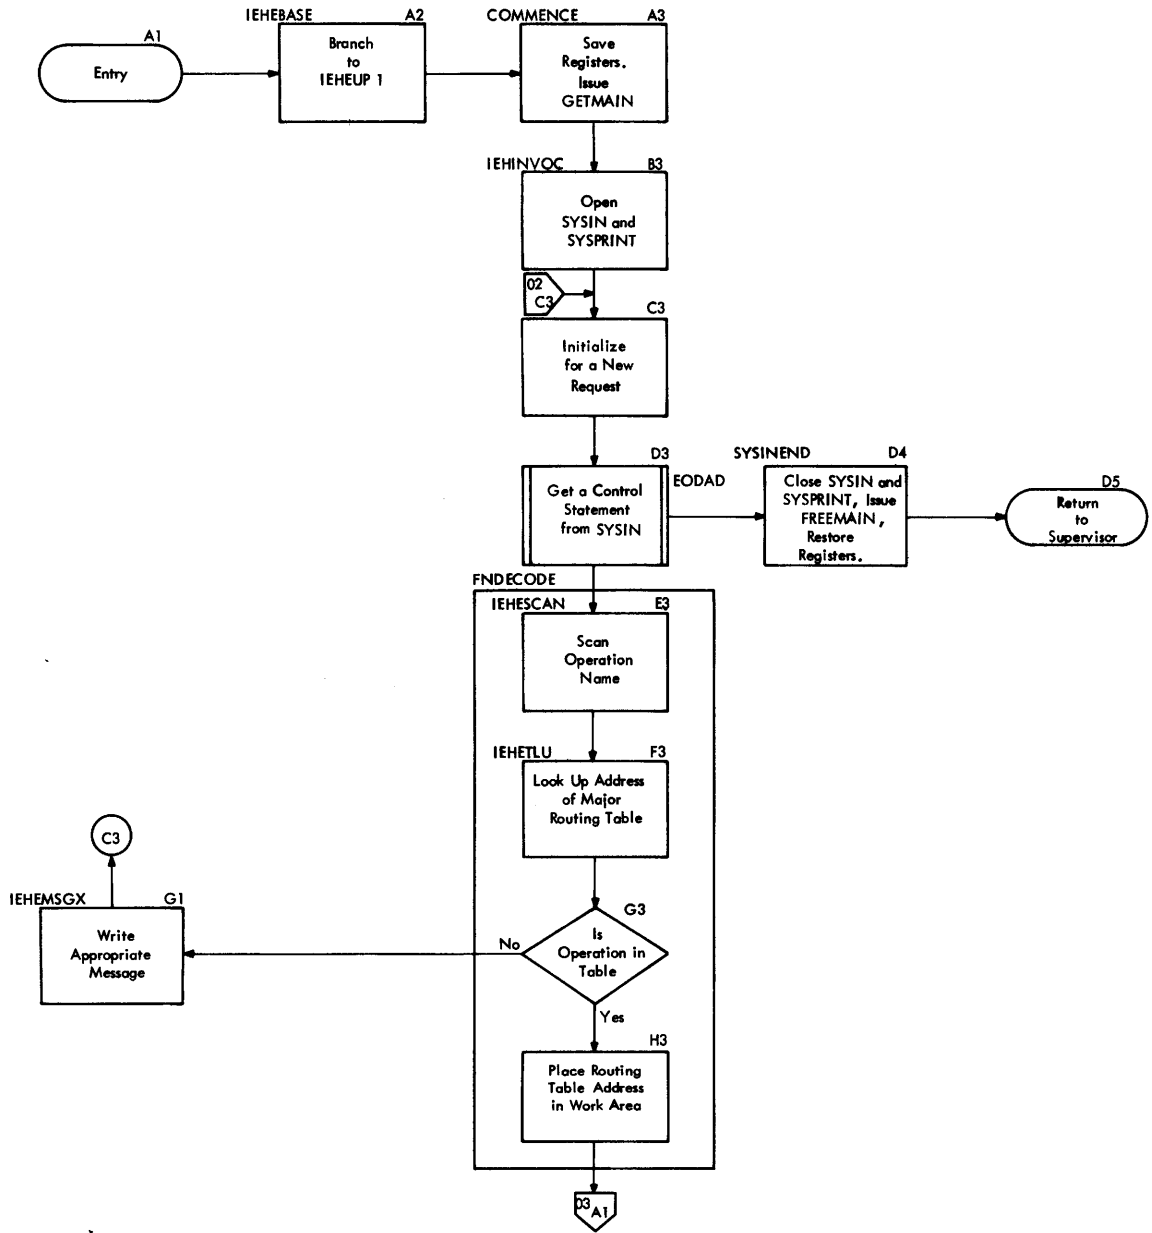 IEHEBASE A2
COMMENCE A3
A1
Entry
Branch
to
IEHEUP 1
Save
Registers.
Issue
GETMAIN
IEHINVOC B3
Open
SYSIN and
SYSPRINT
02
C3
C3
Initialize
for a New
Request
D3
Get a Control
Statement
from SYSIN
EODAD
SYSINEND D4
Close SYSIN and
SYSPRINT, Issue
FREEMAIN,
Restore
Registers.
D5
Return
to
Supervisor
FNDECODE
IEHESCAN E3
Scan
Operation
Name
IEHETLU F3
Look Up Address
of Major
Routing Table
C3
IEHEMSGX G1
Write
Appropriate
Message
G3
Is
Operation in
Table
No
Yes
H3
Place Routing
Table Address
in Work Area
03
A1